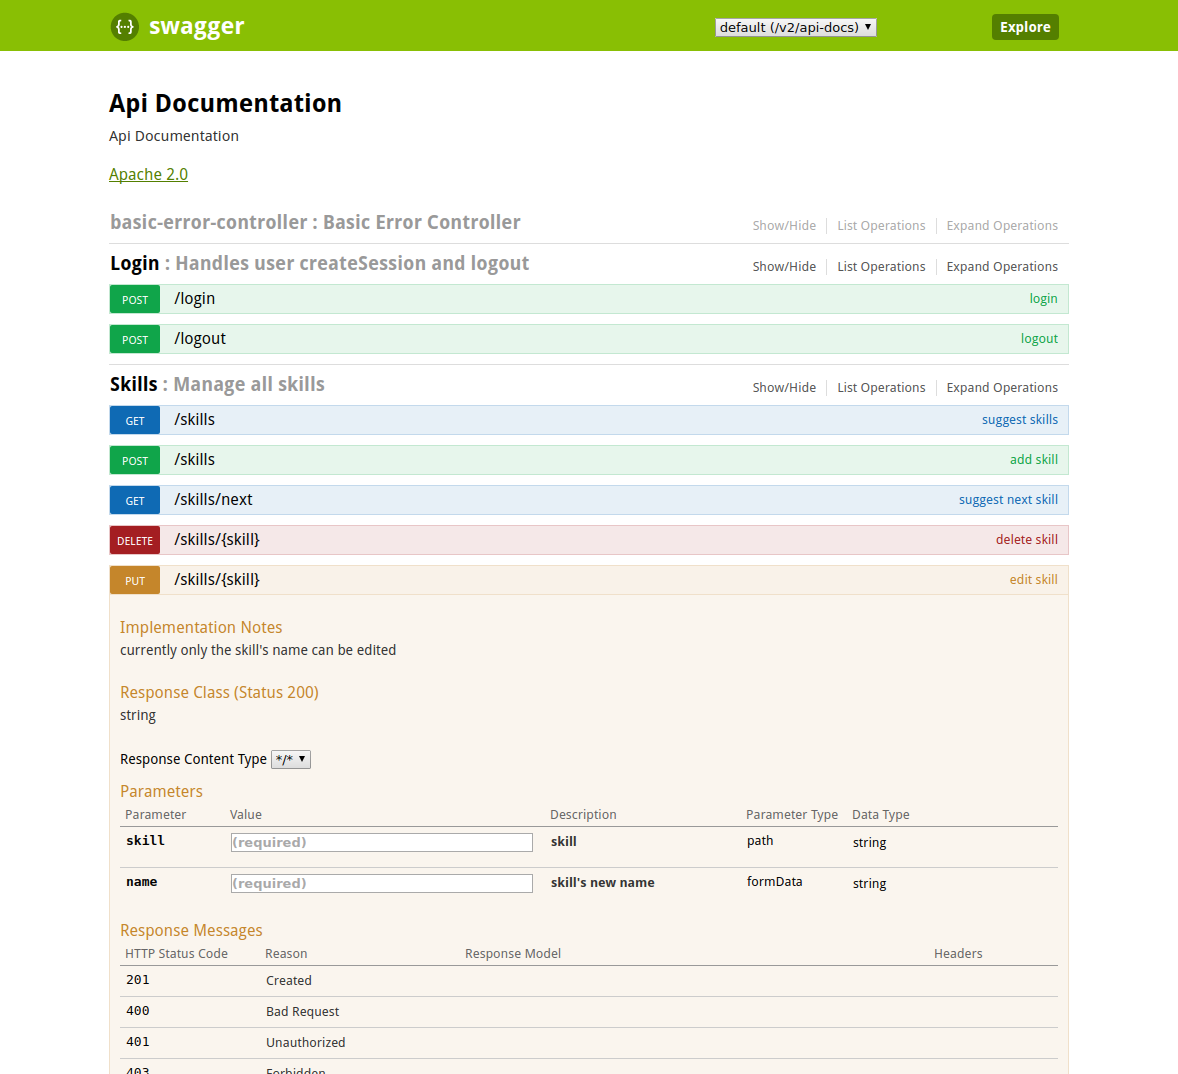 {···} swagger default (/v2/api-docs) Explore
Api Documentation
Api Documentation
Apache 2.0
basic-error-controller : Basic Error Controller Show/Hide List Operations Expand Operations
Login : Handles user createSession and logout Show/Hide List Operations Expand Operations
POST /login login
POST /logout logout
Skills : Manage all skills Show/Hide List Operations Expand Operations
GET /skills suggest skills
POST /skills add skill
GET /skills/next suggest next skill
DELETE /skills/{skill} delete skill
PUT /skills/{skill} edit skill
Implementation Notes
currently only the skill's name can be edited
Response Class (Status 200)
string
Response Content Type */*
Parameters
Parameter Value Description Parameter Type Data Type
skill (required) skill path string
name (required) skill's new name formData string
Response Messages
HTTP Status Code Reason Response Model Headers
201 Created
400 Bad Request
401 Unauthorized
403 Forbidden